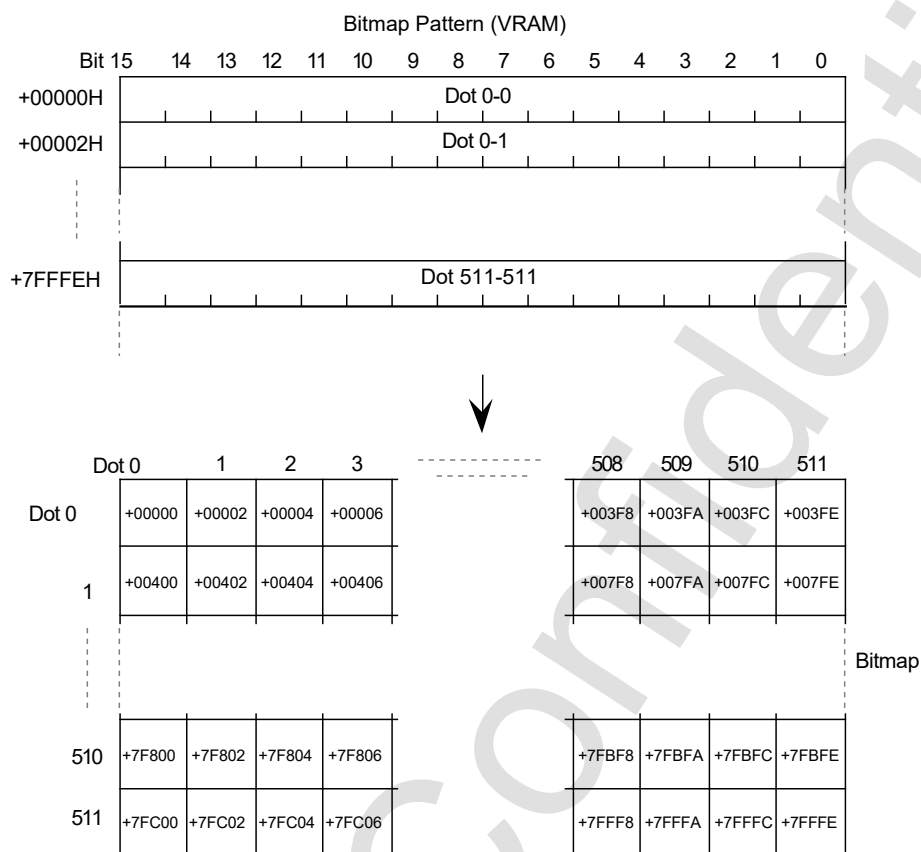 Bitmap Pattern (VRAM)
Bit 15 14 13 12 11 10 9 8 7 6 5 4 3 2 1 0
+00000H Dot 0-0
+00002H Dot 0-1
+7FFFEH Dot 511-511
Dot 0 1 2 3 508 509 510 511
Dot 0 +00000 +00002 +00004 +00006 +003F8 +003FA +003FC +003FE
1 +00400 +00402 +00404 +00406 +007F8 +007FA +007FC +007FE
Bitmap
510 +7F800 +7F802 +7F804 +7F806 +7FBF8 +7FBFA +7FBFC +7FBFE
511 +7FC00 +7FC02 +7FC04 +7FC06 +7FFF8 +7FFFA +7FFFC +7FFFE
Confidenti